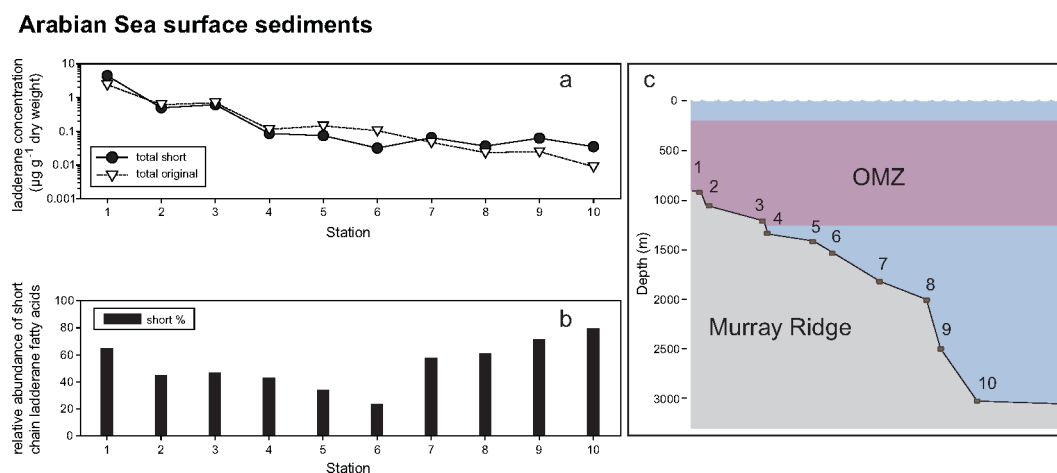 Arabian Sea surface sediments
ladderane concentration
(µg g⁻¹ dry weight)
10
1
0.1
0.01
0.001
a
total short
total original
1 2 3 4 5 6 7 8 9 10
Station
relative abundance of short
chain ladderane fatty acids
100
80
60
40
20
0
short %
b
1 2 3 4 5 6 7 8 9 10
Station
c
Depth (m)
0
500
1000
1500
2000
2500
3000
OMZ
1
2
3
4
5
6
7
8
9
10
Murray Ridge